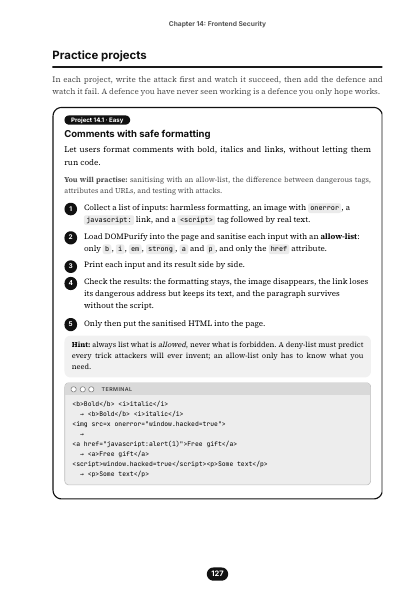 Chapter 14: Frontend Security
Practice projects
In each project, write the attack first and watch it succeed, then add the defence and
watch it fail. A defence you have never seen working is a defence you only hope works.
Project 14.1 · Easy
Comments with safe formatting
Let users format comments with bold, italics and links, without letting them
run code.
You will practise: sanitising with an allow-list, the difference between dangerous tags,
attributes and URLs, and testing with attacks.
1 Collect a list of inputs: harmless formatting, an image with onerror, a
javascript: link, and a <script> tag followed by real text.
2 Load DOMPurify into the page and sanitise each input with an allow-list:
only b, i, em, strong, a and p, and only the href attribute.
3 Print each input and its result side by side.
4 Check the results: the formatting stays, the image disappears, the link loses
its dangerous address but keeps its text, and the paragraph survives
without the script.
5 Only then put the sanitised HTML into the page.
Hint: always list what is allowed, never what is forbidden. A deny-list must predict
every trick attackers will ever invent; an allow-list only has to know what you
need.
TERMINAL
<b>Bold</b> <i>italic</i>
→ <b>Bold</b> <i>italic</i>
<img src=x onerror="window.hacked=true">
→
<a href="javascript:alert(1)">Free gift</a>
→ <a>Free gift</a>
<script>window.hacked=true</script><p>Some text</p>
→ <p>Some text</p>
127